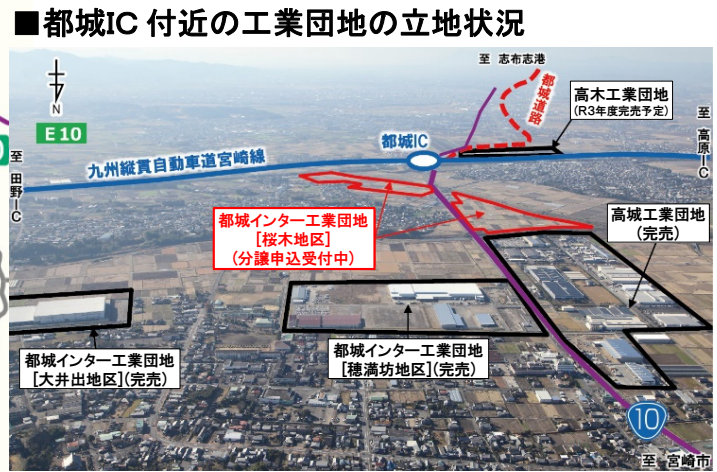 ■都城IC 付近の工業団地の立地状況
至 志布志港
都城道路
高木工業団地
(R3年度完売予定)
至 高原IC
N
E10
都城IC
九州縦貫自動車道宮崎線
至 田野IC
都城インター工業団地
[桜木地区]
(分譲申込受付中)
高城工業団地
(完売)
都城インター工業団地
[大井出地区](完売)
都城インター工業団地
[穂満坊地区](完売)
10
至 宮崎市